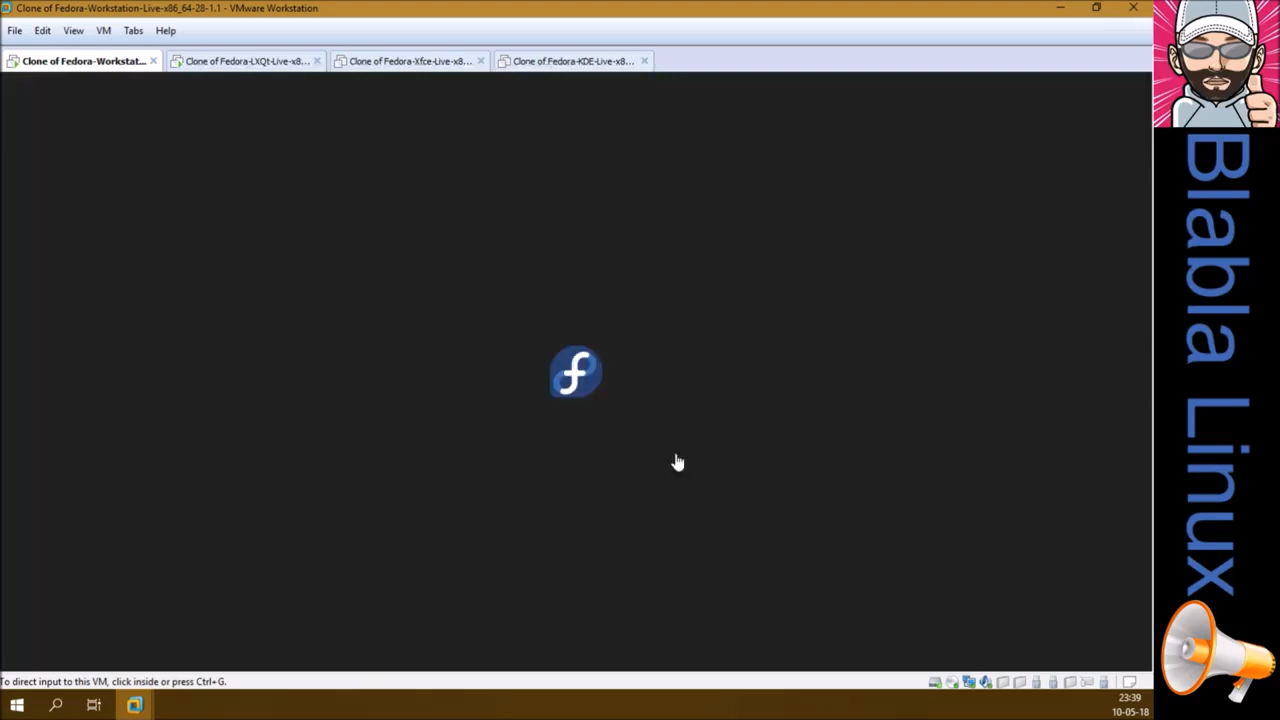 Clone of Fedora-Workstation-Live-x86_64-28-1.1 - VMware Workstation
File Edit View VM Tabs Help
Clone of Fedora-Workstat... Clone of Fedora-LXQt-Live-x8... Clone of Fedora-Xfce-Live-x8... Clone of Fedora-KDE-Live-x8...
To direct input to this VM, click inside or press Ctrl+G.
23:39
10-05-18
Blabla Linux